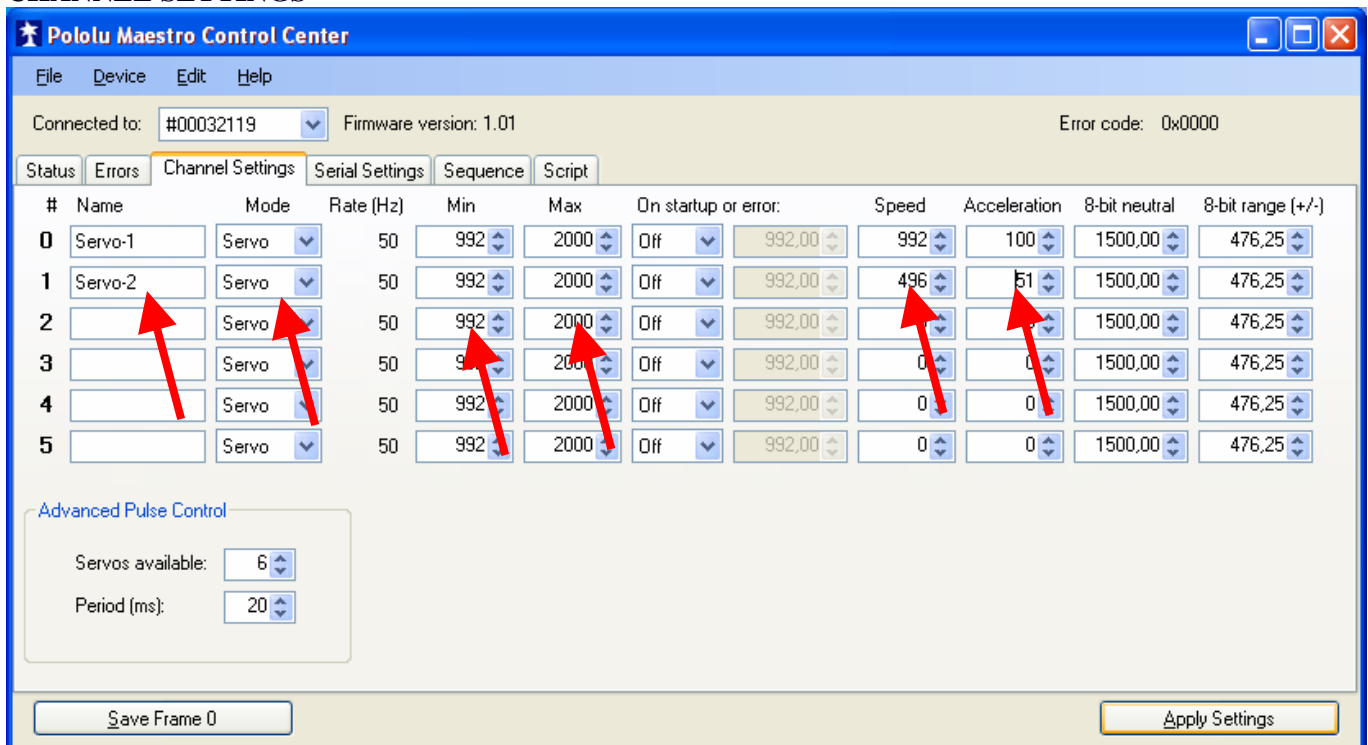 CHANNEL SETTINGS
Pololu Maestro Control Center
File Device Edit Help
Connected to: #00032119 Firmware version: 1.01 Error code: 0x0000
Status Errors Channel Settings Serial Settings Sequence Script
# Name Mode Rate (Hz) Min Max On startup or error: Speed Acceleration 8-bit neutral 8-bit range (+/-)
0 Servo-1 Servo 50 992 2000 Off 992,00 992 100 1500,00 476,25
1 Servo-2 Servo 50 992 2000 Off 992,00 496 51 1500,00 476,25
2 Servo 50 992 2000 Off 992,00 1500,00 476,25
3 Servo 50 2000 Off 992,00 0 0 1500,00 476,25
4 Servo 50 992 2000 Off 992,00 0 0 1500,00 476,25
5 Servo 50 992 2000 Off 992,00 0 0 1500,00 476,25
Advanced Pulse Control
Servos available: 6
Period (ms): 20
Save Frame 0 Apply Settings